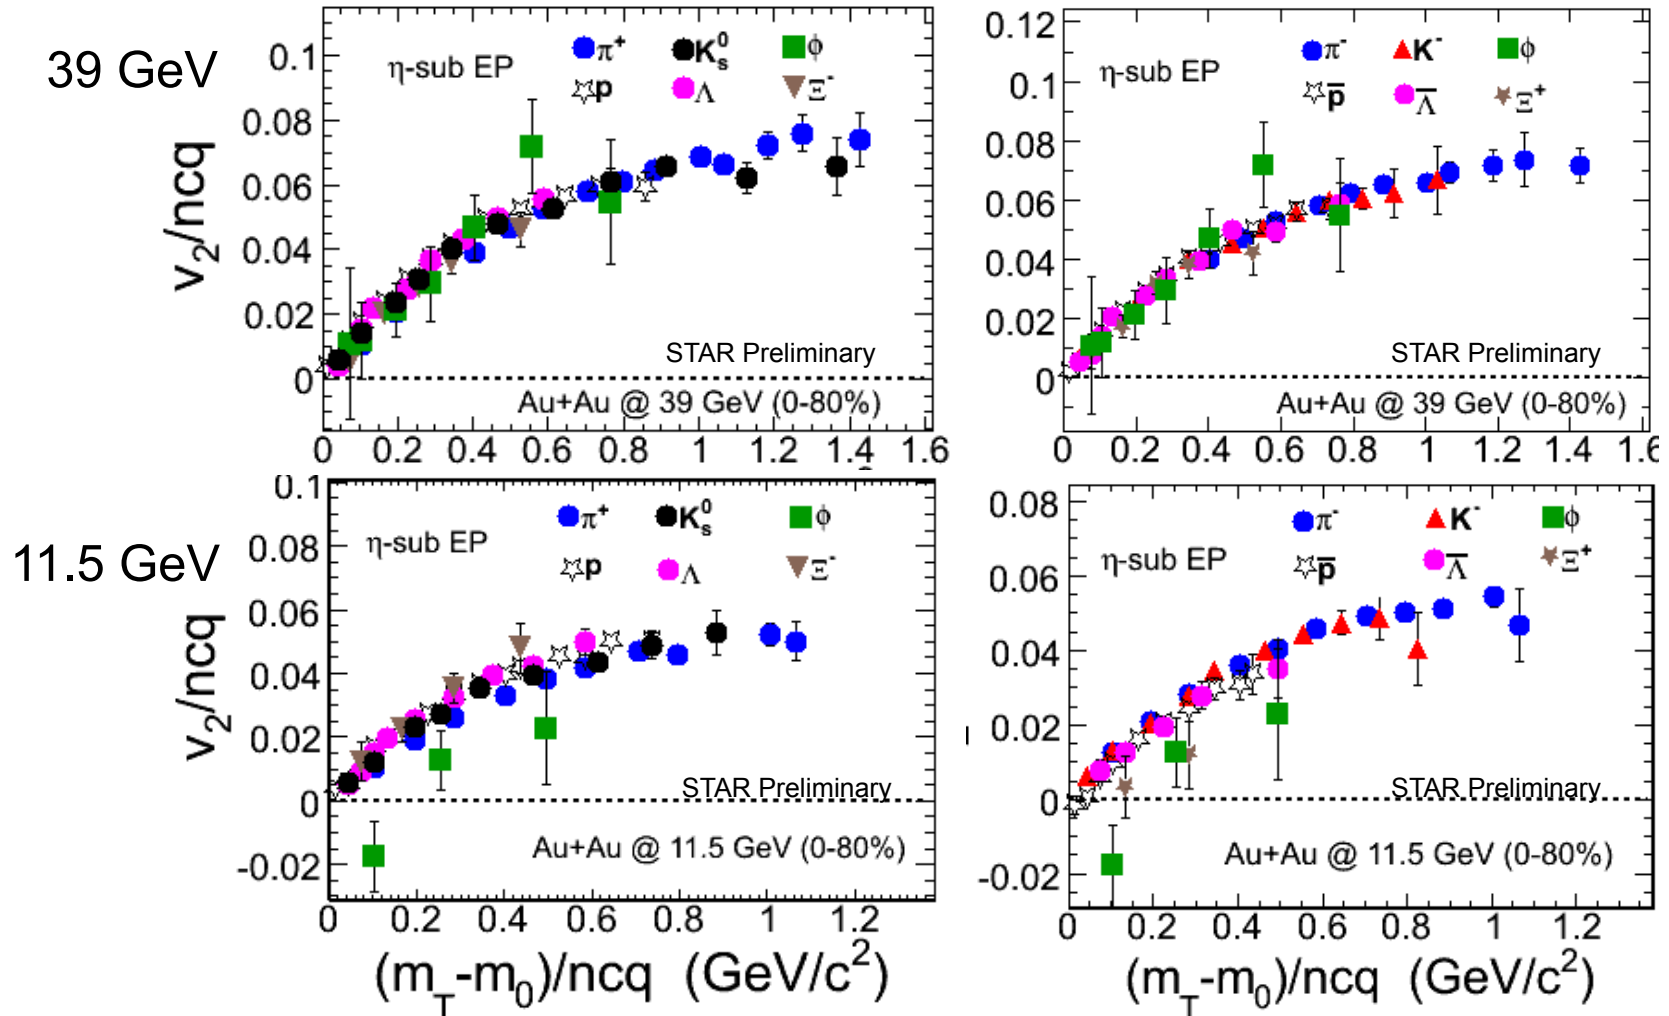 39 GeV
η-sub EP
π⁺ K⁰ₛ ϕ
p Λ Ξ⁻
v₂/ncq
0.1
0.08
0.06
0.04
0.02
0
STAR Preliminary
Au+Au @ 39 GeV (0-80%)
0 0.2 0.4 0.6 0.8 1 1.2 1.4 1.6
η-sub EP
π⁻ K⁻ ϕ
p̅ Λ̅ Ξ⁺
0.12
0.1
0.08
0.06
0.04
0.02
0
STAR Preliminary
Au+Au @ 39 GeV (0-80%)
0 0.2 0.4 0.6 0.8 1 1.2 1.4 1.6
11.5 GeV
η-sub EP
π⁺ K⁰ₛ ϕ
p Λ Ξ⁻
v₂/ncq
0.1
0.08
0.06
0.04
0.02
0
-0.02
STAR Preliminary
Au+Au @ 11.5 GeV (0-80%)
0 0.2 0.4 0.6 0.8 1 1.2
(m_T-m₀)/ncq (GeV/c²)
η-sub EP
π⁻ K⁻ ϕ
p̅ Λ̅ Ξ⁺
0.08
0.06
0.04
0.02
0
-0.02
STAR Preliminary
Au+Au @ 11.5 GeV (0-80%)
0 0.2 0.4 0.6 0.8 1 1.2
(m_T-m₀)/ncq (GeV/c²)